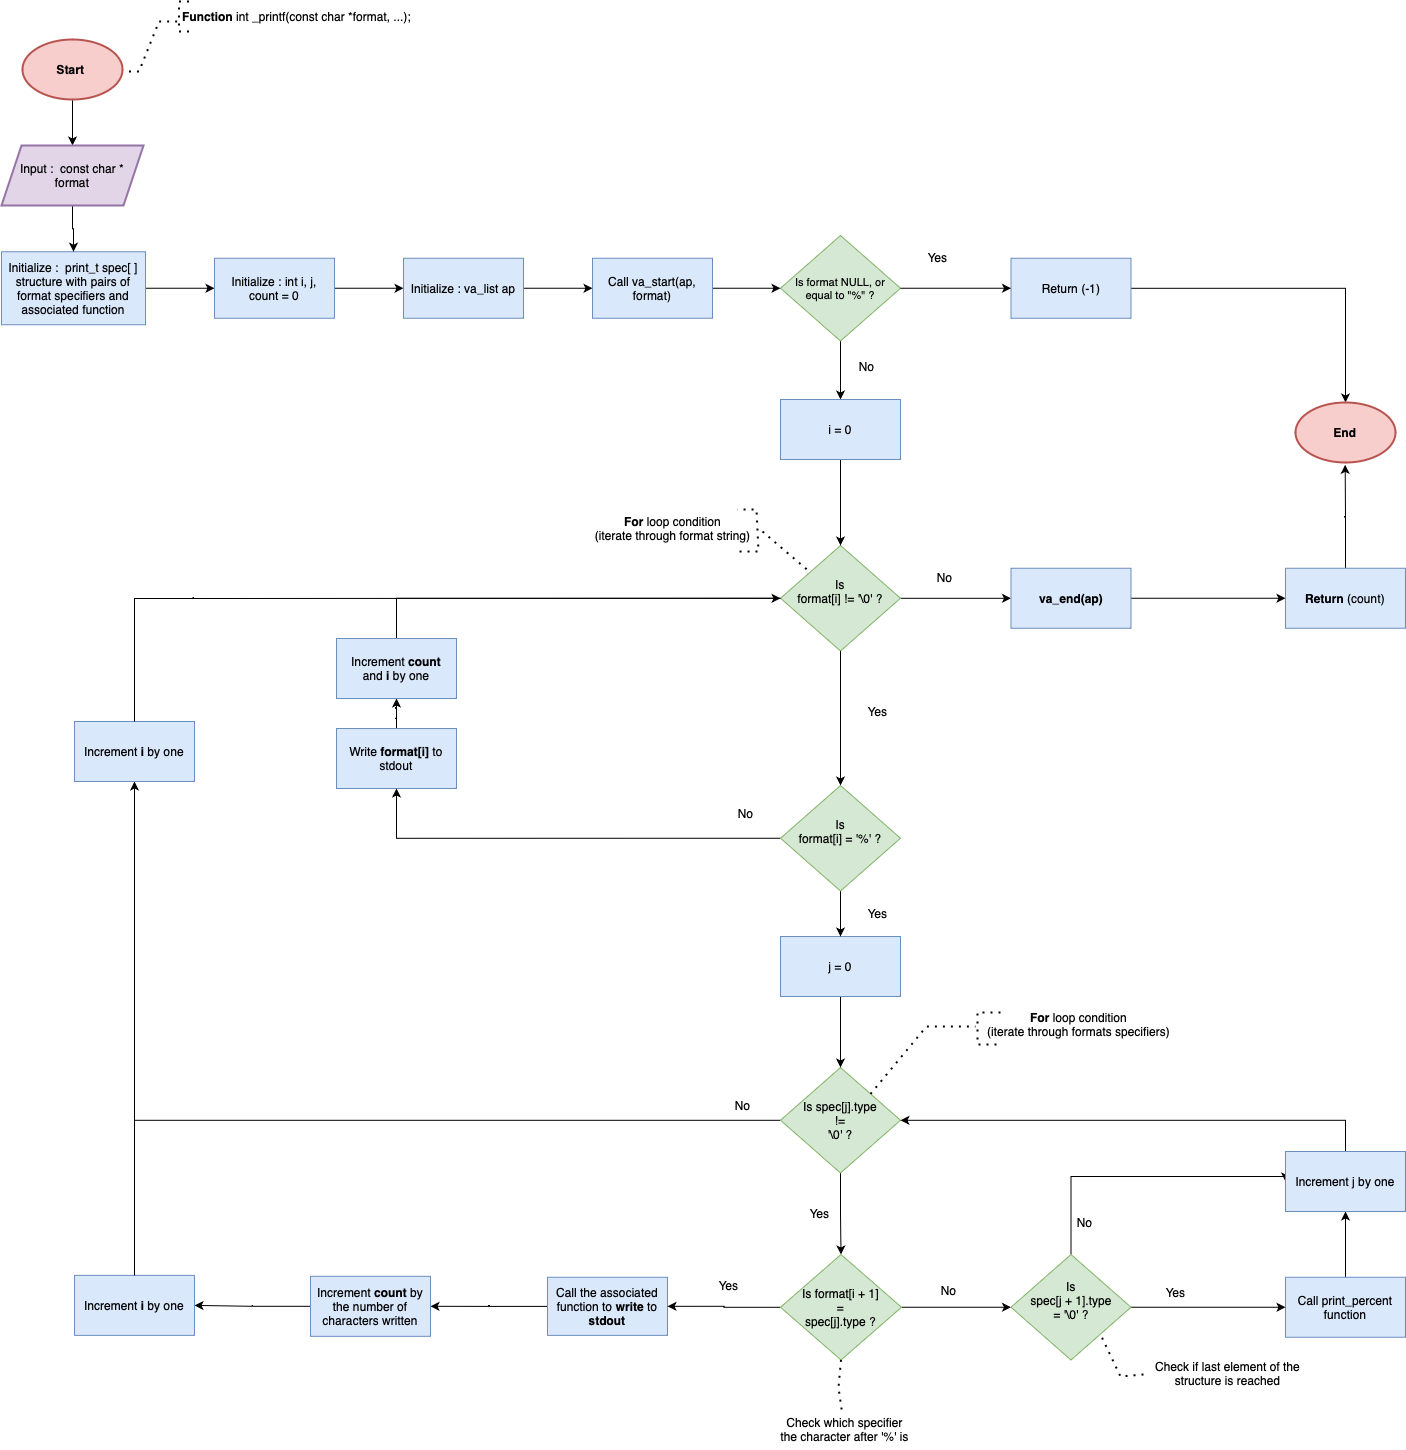 Function int _printf(const char *format, ...);
Start
Input :  const char *
format
Initialize :  print_t spec[ ]
structure with pairs of
format specifiers and
associated function
Initialize : int i, j,
count = 0
Initialize : va_list ap
Call va_start(ap,
format)
Is format NULL, or
equal to "%" ?
Yes
Return (-1)
No
i = 0
End
For loop condition
(iterate through format string)
Is
format[i] != '\0' ?
No
va_end(ap)
Return (count)
Increment count
and i by one
Yes
Increment i by one
Write format[i] to
stdout
No
Is
format[i] = '%' ?
Yes
j = 0
For loop condition
(iterate through formats specifiers)
No
Is spec[j].type
!=
'\0' ?
Increment j by one
Yes
No
Increment i by one
Increment count by
the number of
characters written
Call the associated
function to write to
stdout
Yes
Is format[i + 1]
=
spec[j].type ?
No
Is
spec[j + 1].type
= '\0' ?
Yes
Call print_percent
function
Check if last element of the
structure is reached
Check which specifier
the character after '%' is